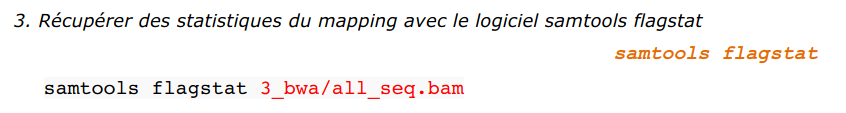 3. Récupérer des statistiques du mapping avec le logiciel samtools flagstat
samtools flagstat
samtools flagstat 3_bwa/all_seq.bam